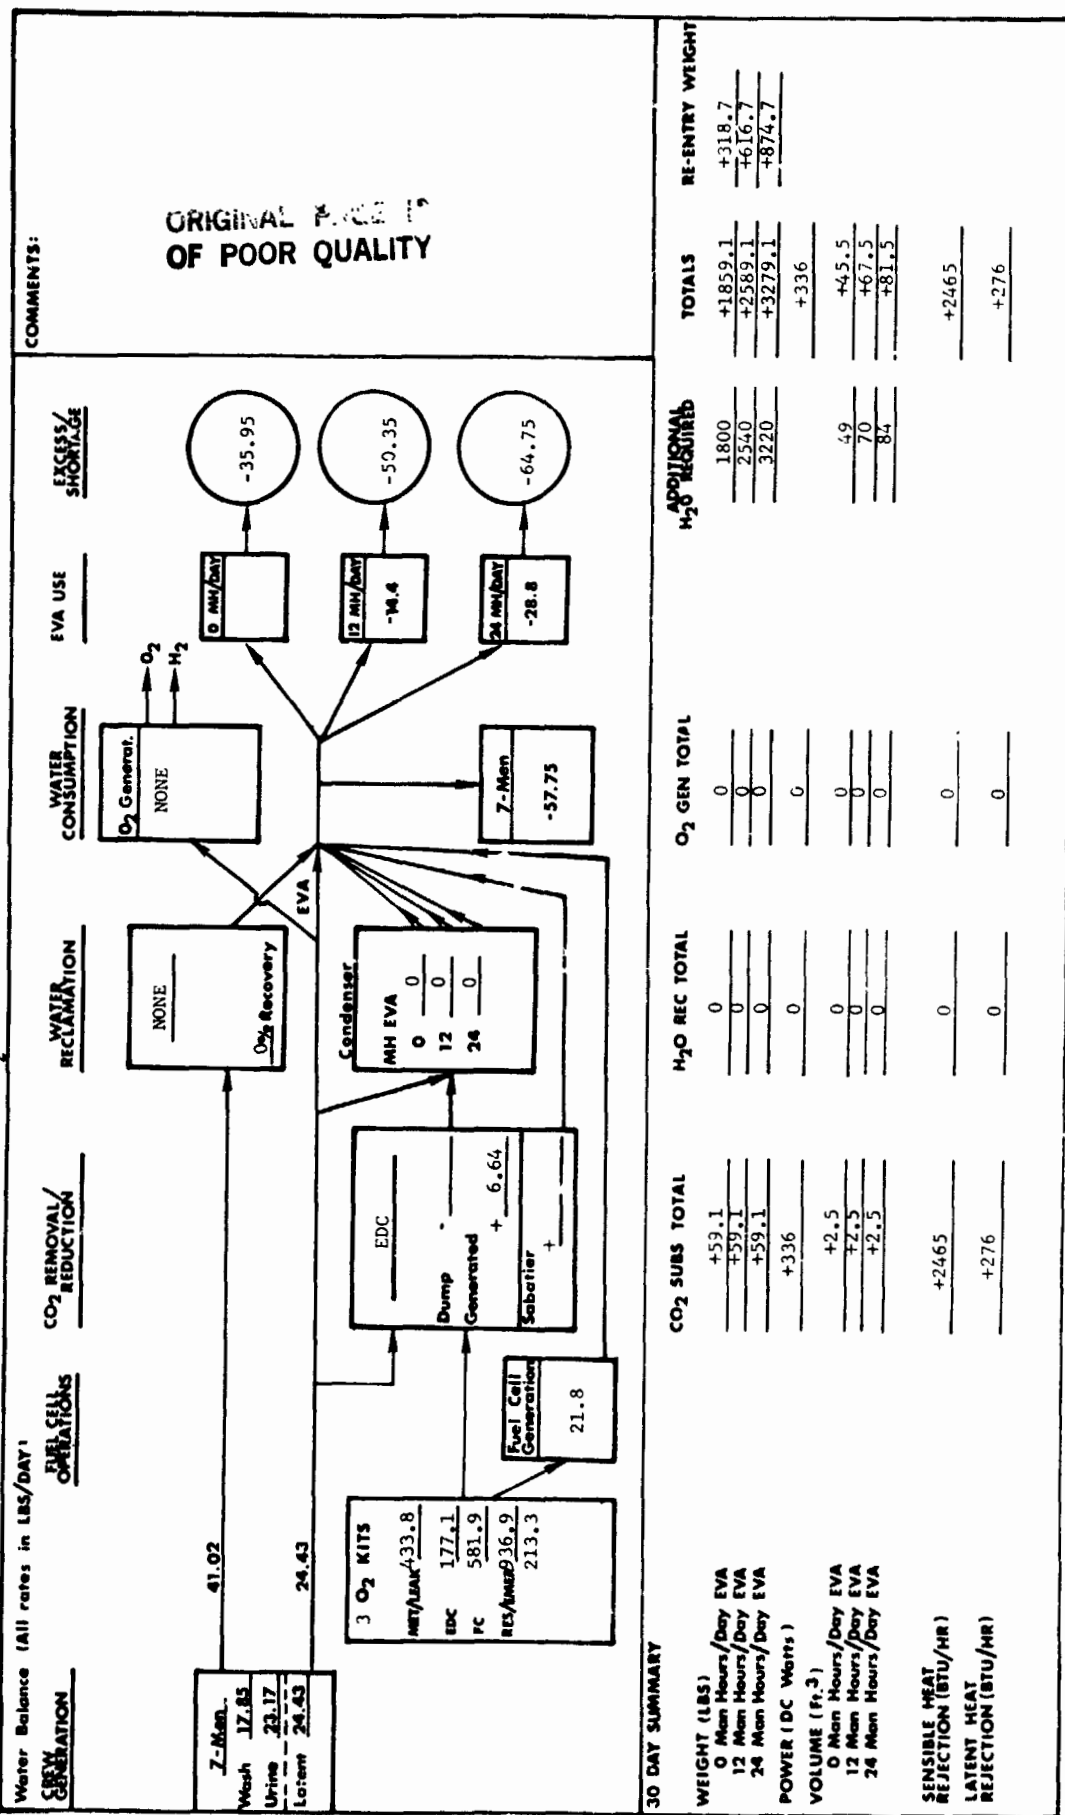 Water Balance (All rates in LBS/DAY)
CREW GENERATION
FUEL CELL OPERATIONS
CO2 REMOVAL/ REDUCTION
WATER RECLAMATION
WATER CONSUMPTION
EVA USE
EXCESS/ SHORTAGE
COMMENTS:
ORIGINAL
OF POOR QUALITY
7-Men
Wash 17.85
Urine 23.17
Latent 24.43
41.02
24.43
3 O2 KITS
MET/LEAK 433.8
EDC 177.1
FC 581.9
RES/EMER 936.9
213.3
Fuel Cell Generation
21.8
EDC
Dump -
Generated + 6.64
Sabatier +
NONE
0% Recovery
EVA
Condenser
MH EVA
0 0
12 0
24 0
O2 Generat.
NONE
O2
H2
7-Men
-57.75
0 MH/DAY
12 MH/DAY
-14.4
24 MH/DAY
-28.8
-35.95
-50.35
-64.75
30 DAY SUMMARY
CO2 SUBS TOTAL
H2O REC TOTAL
O2 GEN TOTAL
ADDITIONAL H2O REQUIRED
TOTALS
RE-ENTRY WEIGHT
WEIGHT (LBS)
0 Man Hours/Day EVA +59.1 0 0 1800 +1859.1 +318.7
12 Man Hours/Day EVA +59.1 0 0 2540 +2589.1 +616.7
24 Man Hours/Day EVA +59.1 0 0 3220 +3279.1 +874.7
POWER (DC Watts) +336 0 0 +336
VOLUME (Ft.3)
0 Man Hours/Day EVA +2.5 0 0 49 +45.5
12 Man Hours/Day EVA +2.5 0 0 70 +67.5
24 Man Hours/Day EVA +2.5 0 0 84 +81.5
SENSIBLE HEAT
REJECTION (BTU/HR) +2465 0 0 +2465
LATENT HEAT
REJECTION (BTU/HR) +276 0 0 +276